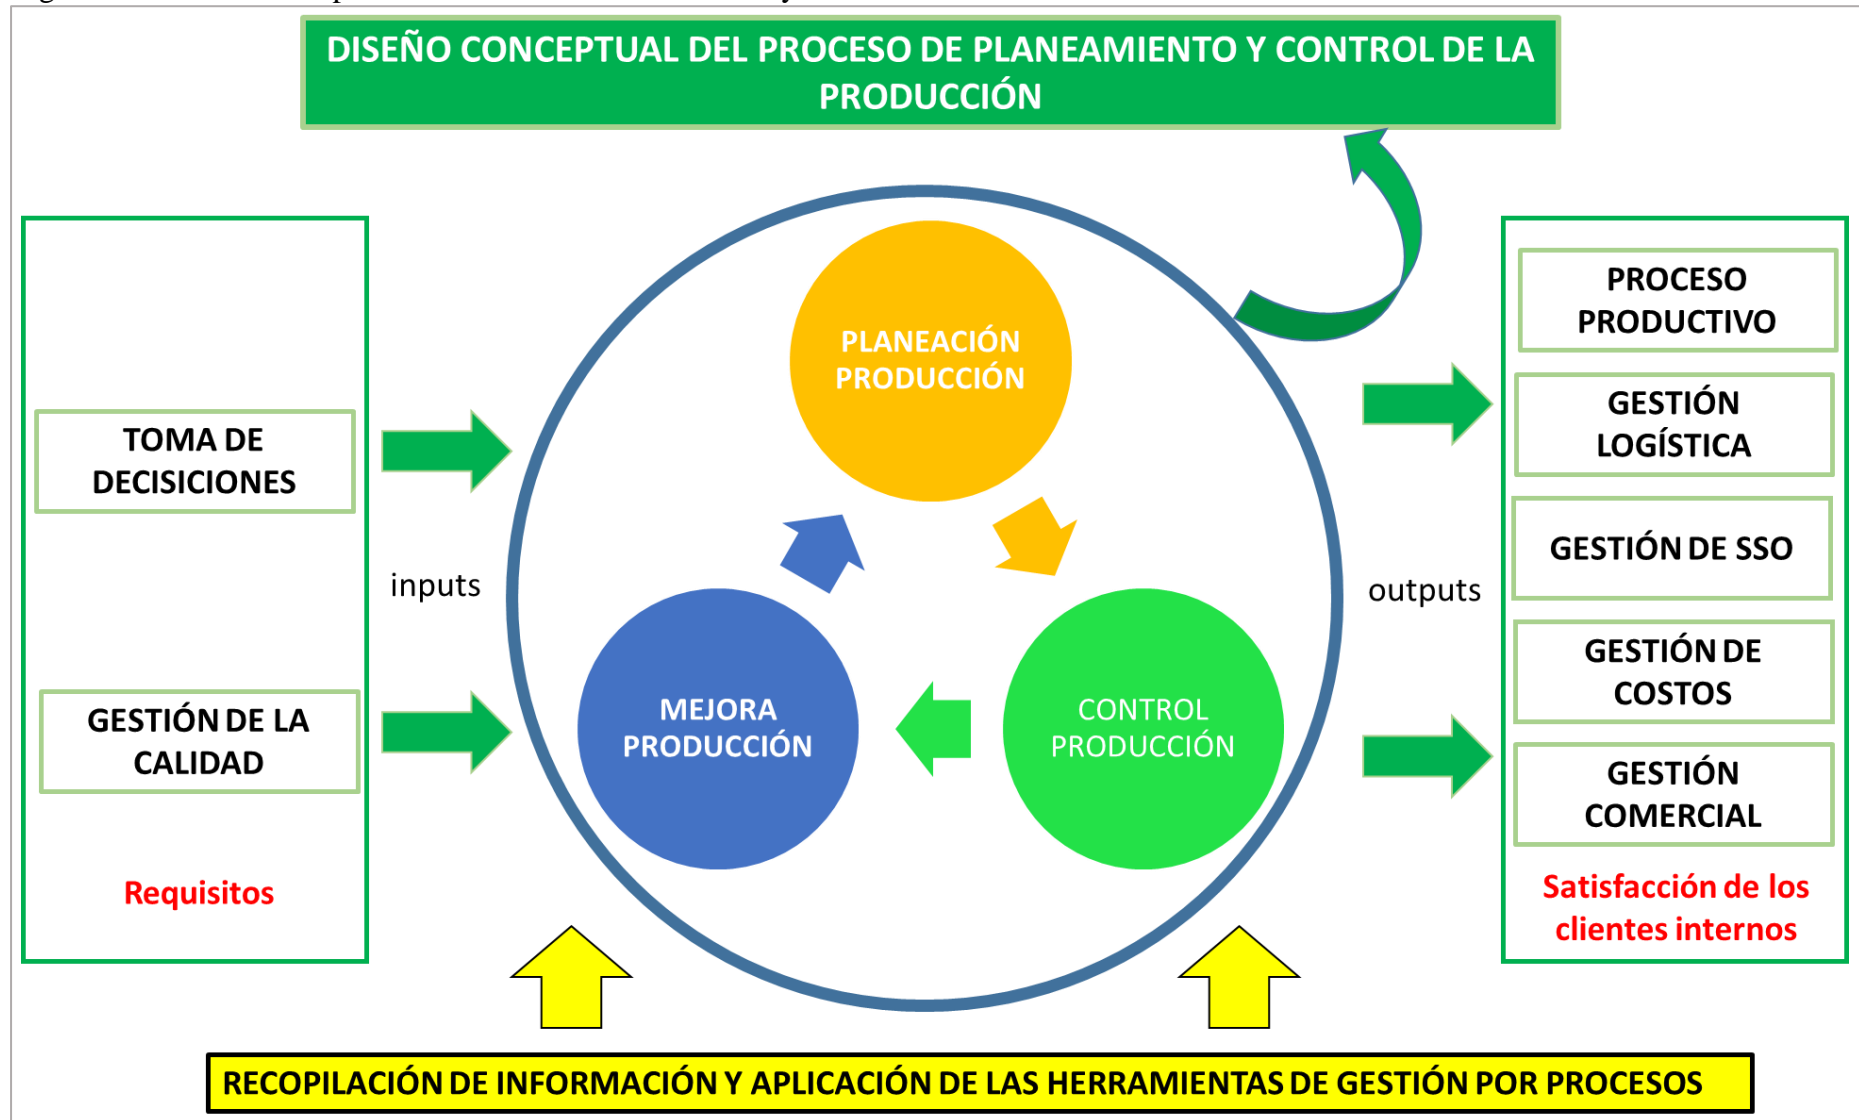 DISEÑO CONCEPTUAL DEL PROCESO DE PLANEAMIENTO Y CONTROL DE LA
PRODUCCIÓN
TOMA DE
DECISICIONES
GESTIÓN DE LA
CALIDAD
Requisitos
inputs
PLANEACIÓN
PRODUCCIÓN
MEJORA
PRODUCCIÓN
CONTROL
PRODUCCIÓN
outputs
PROCESO
PRODUCTIVO
GESTIÓN
LOGÍSTICA
GESTIÓN DE SSO
GESTIÓN DE
COSTOS
GESTIÓN
COMERCIAL
Satisfacción de los
clientes internos
RECOPILACIÓN DE INFORMACIÓN Y APLICACIÓN DE LAS HERRAMIENTAS DE GESTIÓN POR PROCESOS